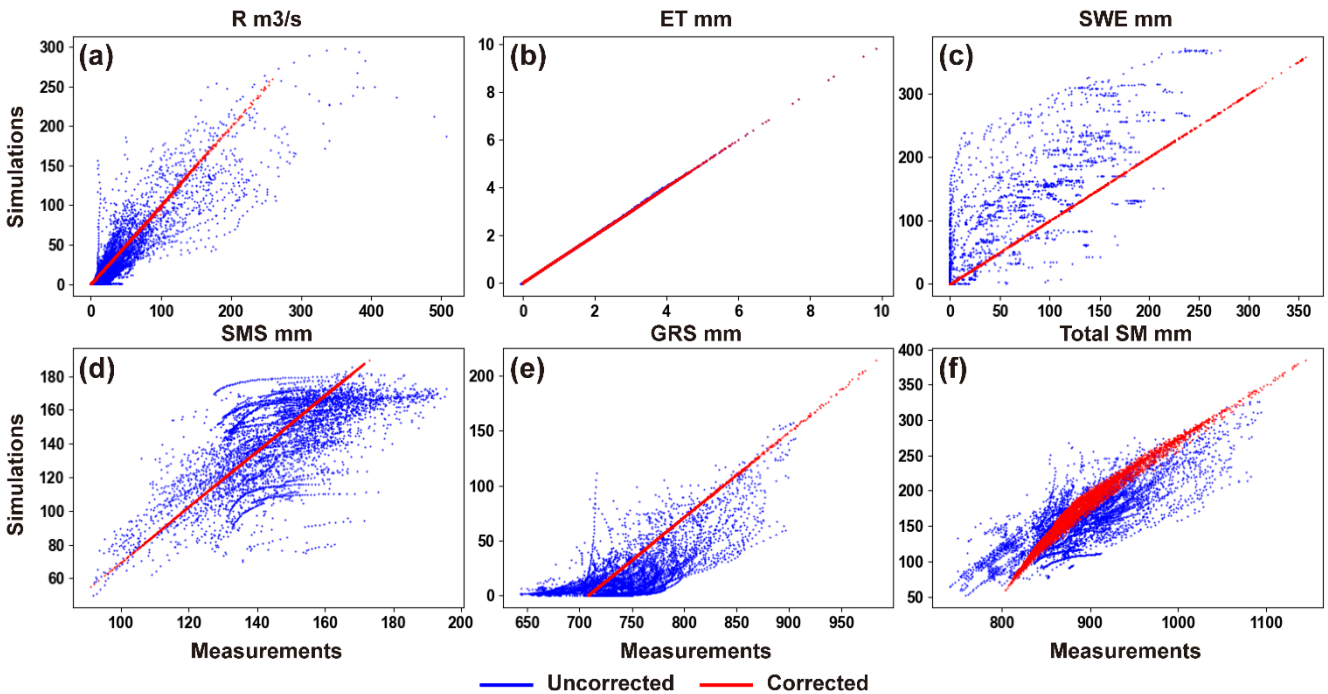 R m3/s ET mm SWE mm
(a) (b) (c)
Simulations
300
250
200
150
100
50
0
10
8
6
4
2
0
300
200
100
0
0 100 200 300 400 500
0 2 4 6 8 10
0 50 100 150 200 250 300 350
SMS mm GRS mm Total SM mm
(d) (e) (f)
Simulations
180
160
140
120
100
80
60
200
150
100
50
0
400
350
300
250
200
150
100
50
100 120 140 160 180 200
650 700 750 800 850 900 950
800 900 1000 1100
Measurements Measurements Measurements
Uncorrected Corrected